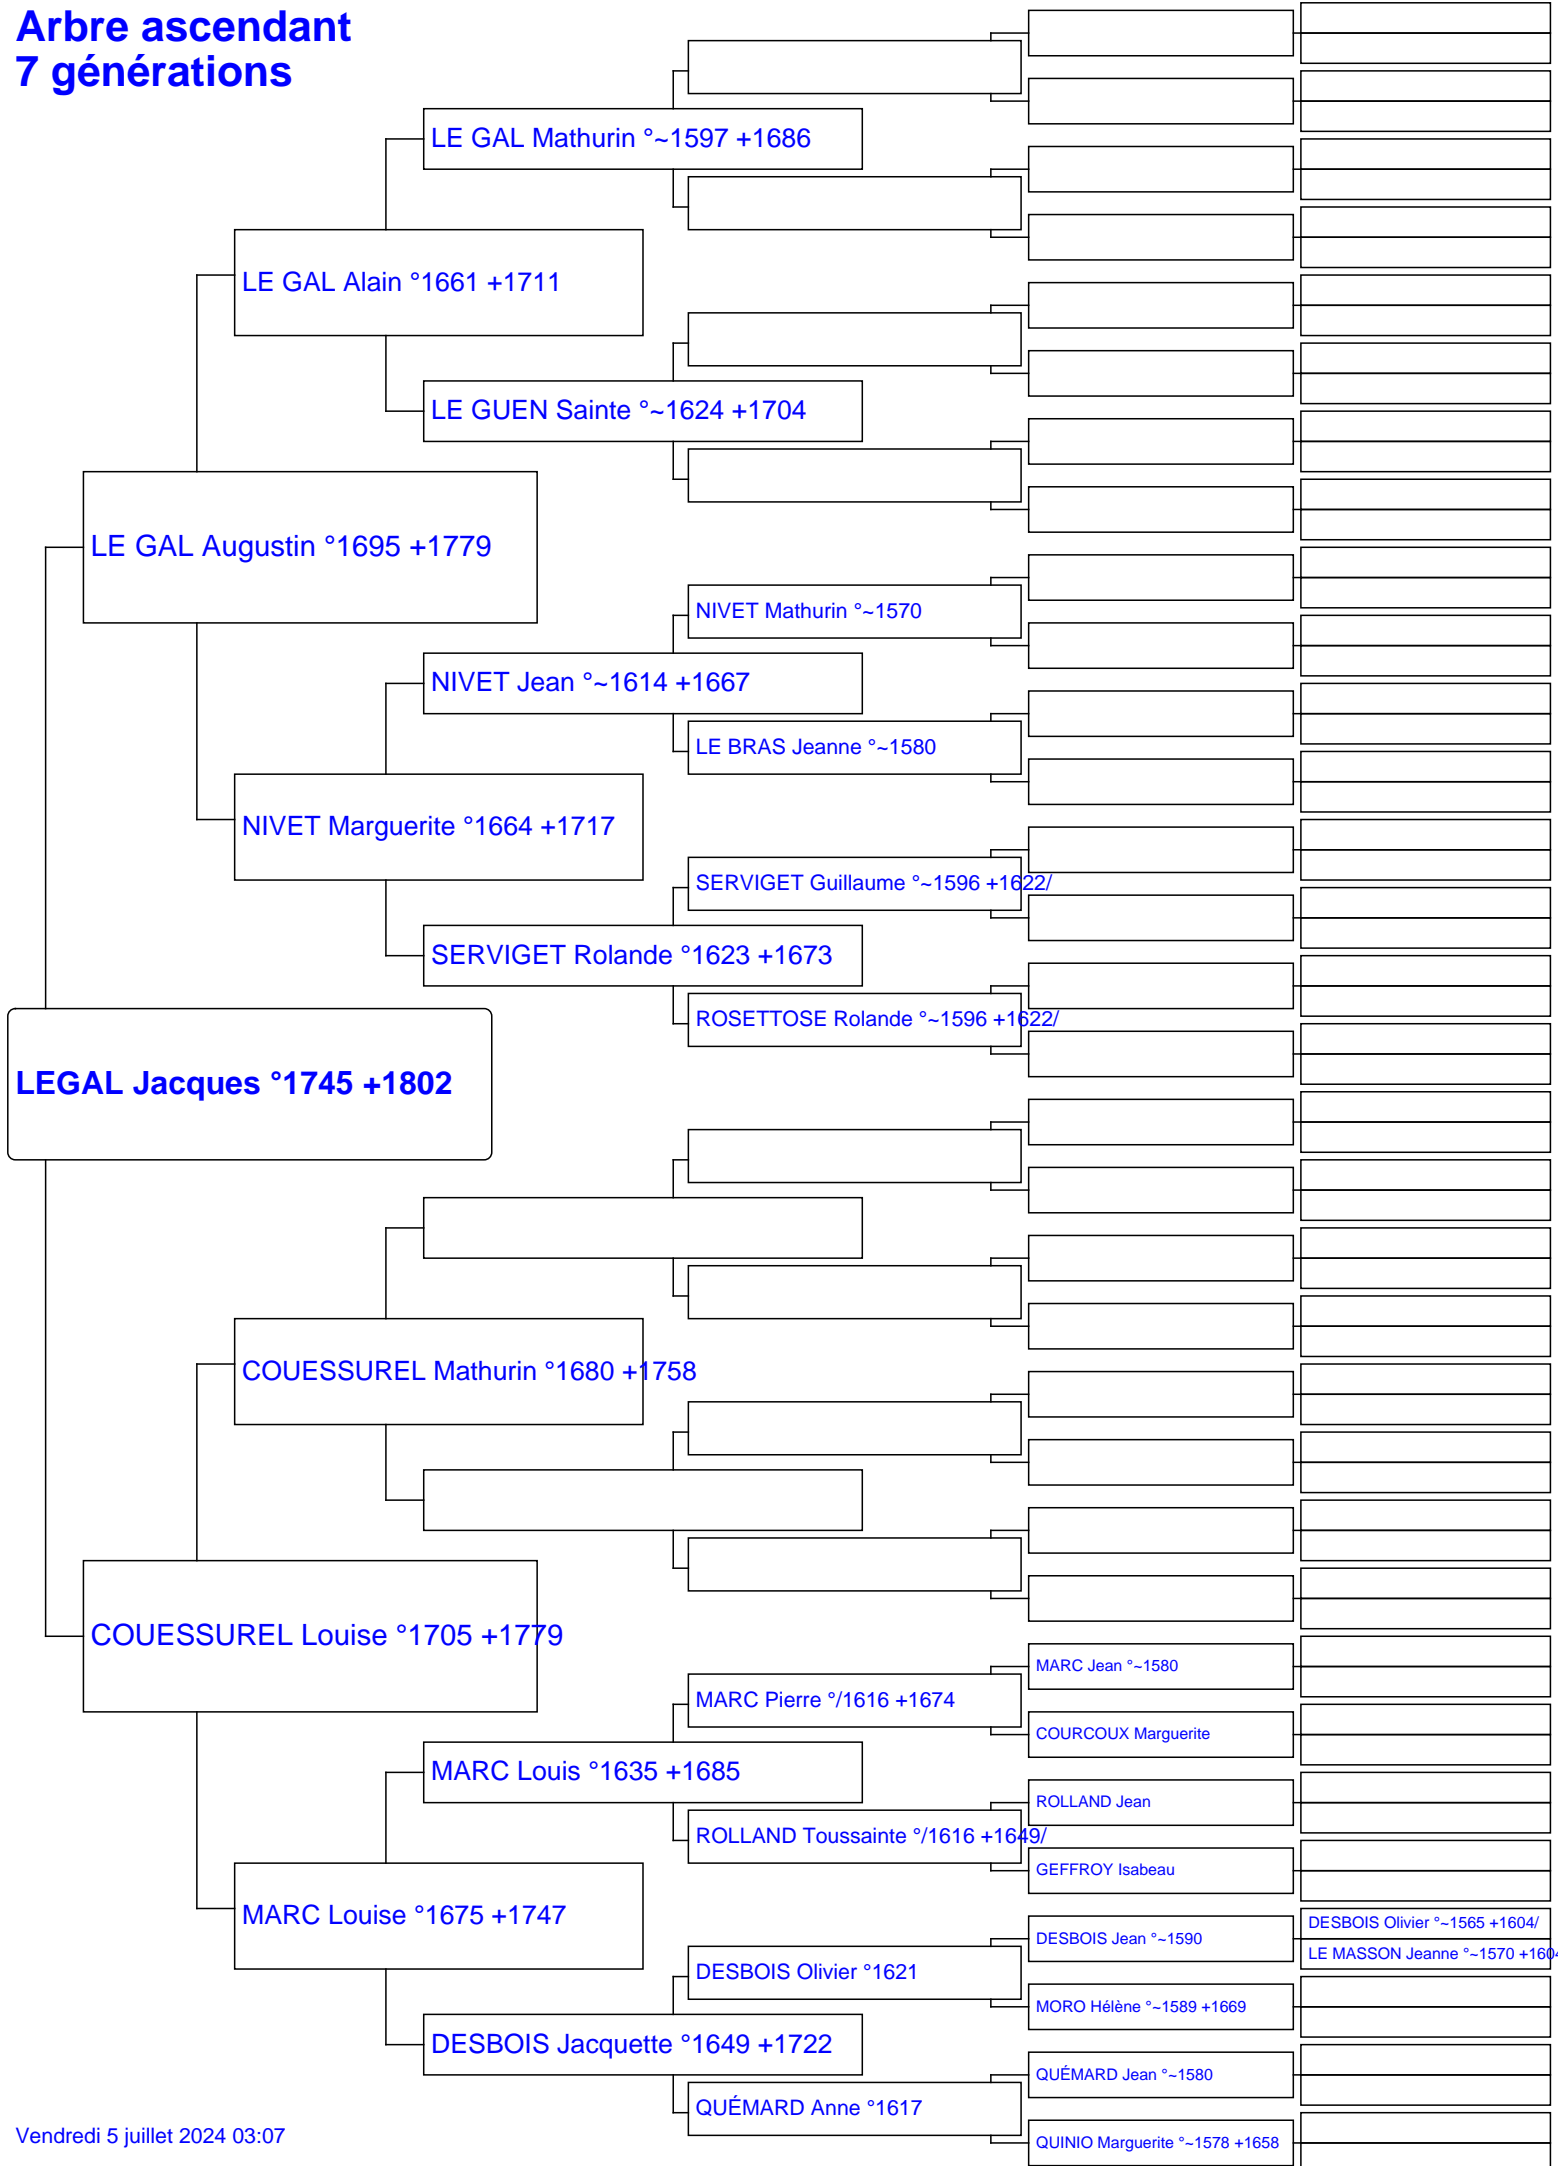 Arbre ascendant
7 générations
LE GAL Mathurin °~1597 +1686
LE GAL Alain °1661 +1711
LE GUEN Sainte °~1624 +1704
LE GAL Augustin °1695 +1779
NIVET Mathurin °~1570
NIVET Jean °~1614 +1667
LE BRAS Jeanne °~1580
NIVET Marguerite °1664 +1717
SERVIGET Guillaume °~1596 +1622/
SERVIGET Rolande °1623 +1673
ROSETTOSE Rolande °~1596 +1622/
LEGAL Jacques °1745 +1802
COUESSUREL Mathurin °1680 +1758
COUESSUREL Louise °1705 +1779
MARC Jean °~1580
MARC Pierre °/1616 +1674
COURCOUX Marguerite
MARC Louis °1635 +1685
ROLLAND Jean
ROLLAND Toussainte °/1616 +1649/
GEFFROY Isabeau
MARC Louise °1675 +1747
DESBOIS Olivier °~1565 +1604/
DESBOIS Jean °~1590
LE MASSON Jeanne °~1570 +1604
DESBOIS Olivier °1621
MORO Hélène °~1589 +1669
DESBOIS Jacquette °1649 +1722
QUÉMARD Jean °~1580
QUÉMARD Anne °1617
QUINIO Marguerite °~1578 +1658
Vendredi 5 juillet 2024 03:07